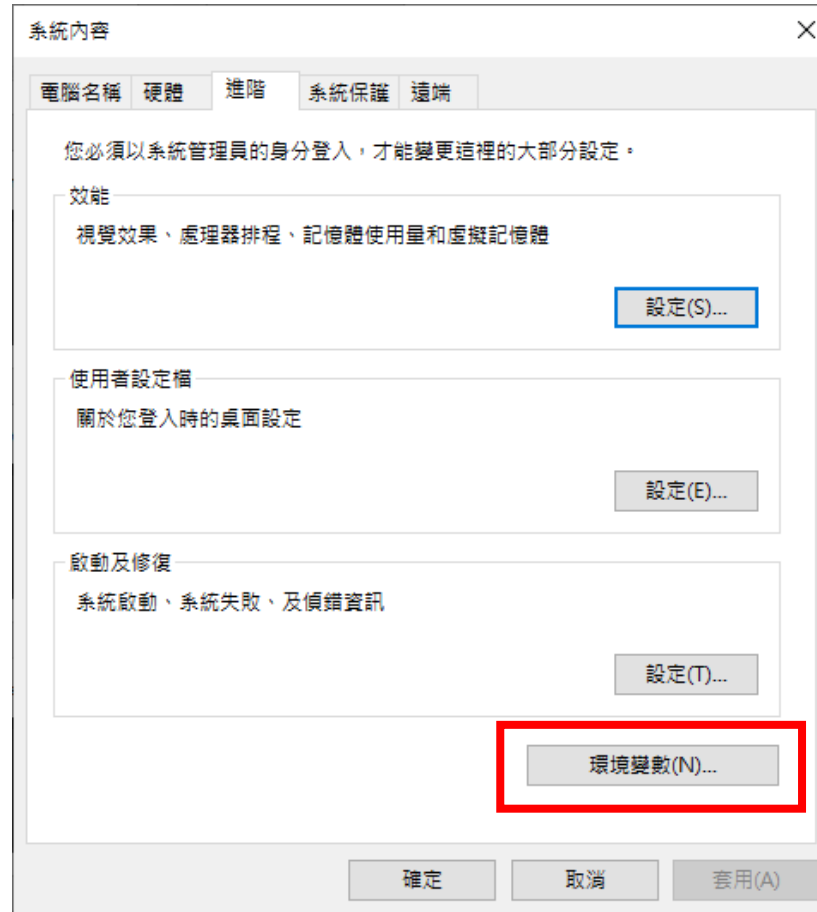 系統內容
電腦名稱 硬體 進階 系統保護 遠端
您必須以系統管理員的身分登入，才能變更這裡的大部分設定。
效能
視覺效果、處理器排程、記憶體使用量和虛擬記憶體
設定(S)...
使用者設定檔
關於您登入時的桌面設定
設定(E)...
啟動及修復
系統啟動、系統失敗、及偵錯資訊
設定(T)...
環境變數(N)...
確定 取消 套用(A)